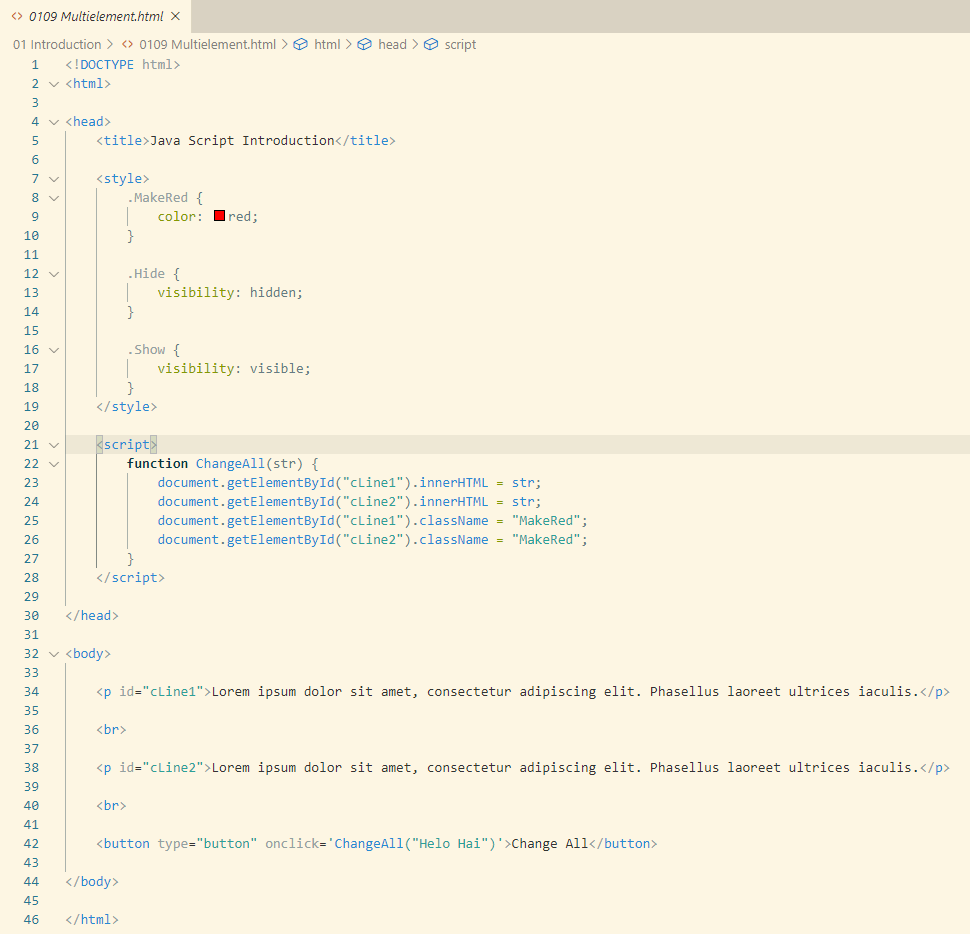 0109 Multielement.html
01 Introduction > 0109 Multielement.html > html > head > script
1 <!DOCTYPE html>
2 <html>
3
4 <head>
5 <title>Java Script Introduction</title>
6
7 <style>
8 .MakeRed {
9 color: red;
10 }
11
12 .Hide {
13 visibility: hidden;
14 }
15
16 .Show {
17 visibility: visible;
18 }
19 </style>
20
21 <script>
22 function ChangeAll(str) {
23 document.getElementById("cLine1").innerHTML = str;
24 document.getElementById("cLine2").innerHTML = str;
25 document.getElementById("cLine1").className = "MakeRed";
26 document.getElementById("cLine2").className = "MakeRed";
27 }
28 </script>
29
30 </head>
31
32 <body>
33
34 <p id="cLine1">Lorem ipsum dolor sit amet, consectetur adipiscing elit. Phasellus laoreet ultrices iaculis.</p>
35
36 <br>
37
38 <p id="cLine2">Lorem ipsum dolor sit amet, consectetur adipiscing elit. Phasellus laoreet ultrices iaculis.</p>
39
40 <br>
41
42 <button type="button" onclick='ChangeAll("Helo Hai")'>Change All</button>
43
44 </body>
45
46 </html>